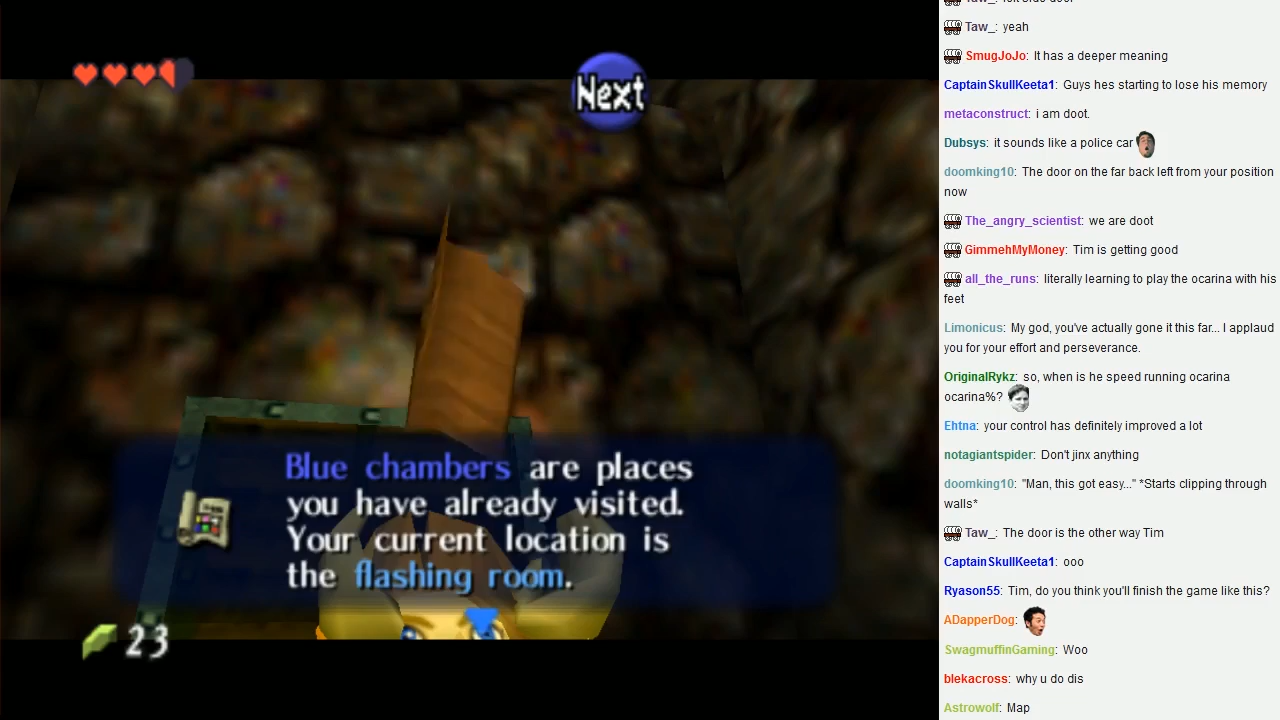 Next
Blue chambers are places
you have already visited.
Your current location is
the flashing room.
23
Taw_: yeah
SmugJoJo: It has a deeper meaning
CaptainSkullKeeta1: Guys hes starting to lose his memory
metaconstruct: i am doot.
Dubsys: it sounds like a police car
doomking10: The door on the far back left from your position
now
The_angry_scientist: we are doot
GimmehMyMoney: Tim is getting good
all_the_runs: literally learning to play the ocarina with his
feet
Limonicus: My god, you've actually gone it this far... I applaud
you for your effort and perseverance.
OriginalRykz: so, when is he speed running ocarina
ocarina%?
Ehtna: your control has definitely improved a lot
notagiantspider: Don't jinx anything
doomking10: "Man, this got easy..." *Starts clipping through
walls*
Taw_: The door is the other way Tim
CaptainSkullKeeta1: ooo
Ryason55: Tim, do you think you'll finish the game like this?
ADapperDog:
SwagmuffinGaming: Woo
blekacross: why u do dis
Astrowolf: Map